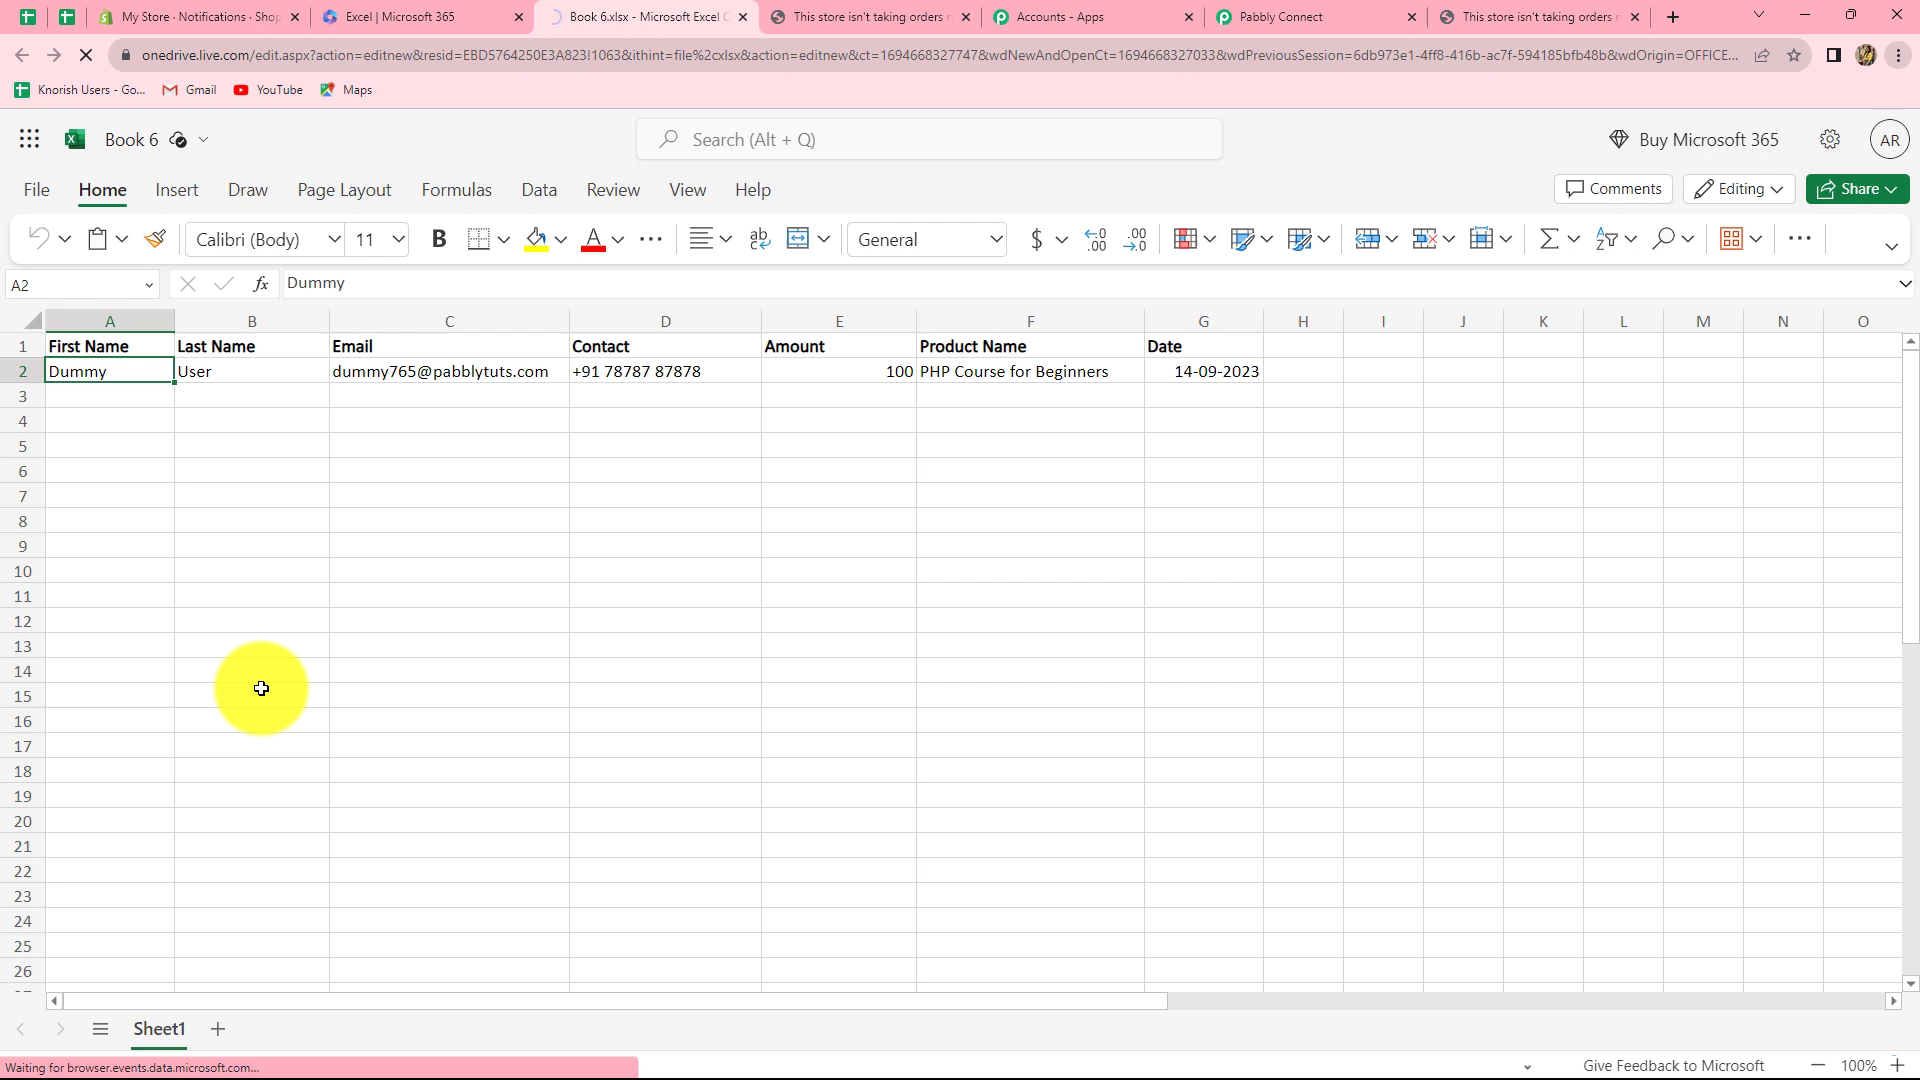 My Store · Notifications · Shop
Excel | Microsoft 365
Book 6.xlsx - Microsoft Excel
This store isn't taking orders
Accounts - Apps
Pabbly Connect
This store isn't taking orders
onedrive.live.com/edit.aspx?action=editnew&resid=EBD5764250E3A823!1063&ithint=file%2cxlsx&action=editnew&ct=1694668327747&wdNewAndOpenCt=1694668327033&wdPreviousSession=6db973e1-4ff8-416b-ac7f-594185bfb48b&wdOrigin=OFFICE...
Knorish Users - Go...
Gmail
YouTube
Maps
Book 6
Search (Alt + Q)
Buy Microsoft 365
AR
File Home Insert Draw Page Layout Formulas Data Review View Help
Comments
Editing
Share
Calibri (Body) 11
B
A
ab
General
$
.00
A2
fx
Dummy
A B C D E F G H I J K L M N O
1 First Name Last Name Email Contact Amount Product Name Date
2 Dummy User dummy765@pabblytuts.com +91 78787 87878 100 PHP Course for Beginners 14-09-2023
3
4
5
6
7
8
9
10
11
12
13
14
15
16
17
18
19
20
21
22
23
24
25
26
Sheet1
Waiting for browser.events.data.microsoft.com...
Give Feedback to Microsoft
100%